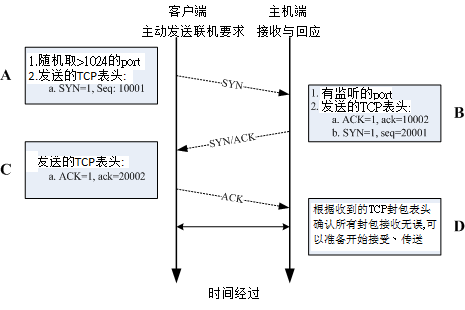 客户端
主动发送联机要求
主机端
接收与回应
A
1.随机取>1024的port
2.发送的TCP表头:
a. SYN=1, Seq: 10001
SYN
1. 有监听的port
2. 发送的TCP表头:
a. ACK=1, ack=10002
b. SYN=1, seq=20001
B
SYN/ACK
C
发送的TCP表头:
a. ACK=1, ack=20002
ACK
根据收到的TCP封包表头
确认所有封包接收无误,可
以准备开始接受、传送
D
时间经过